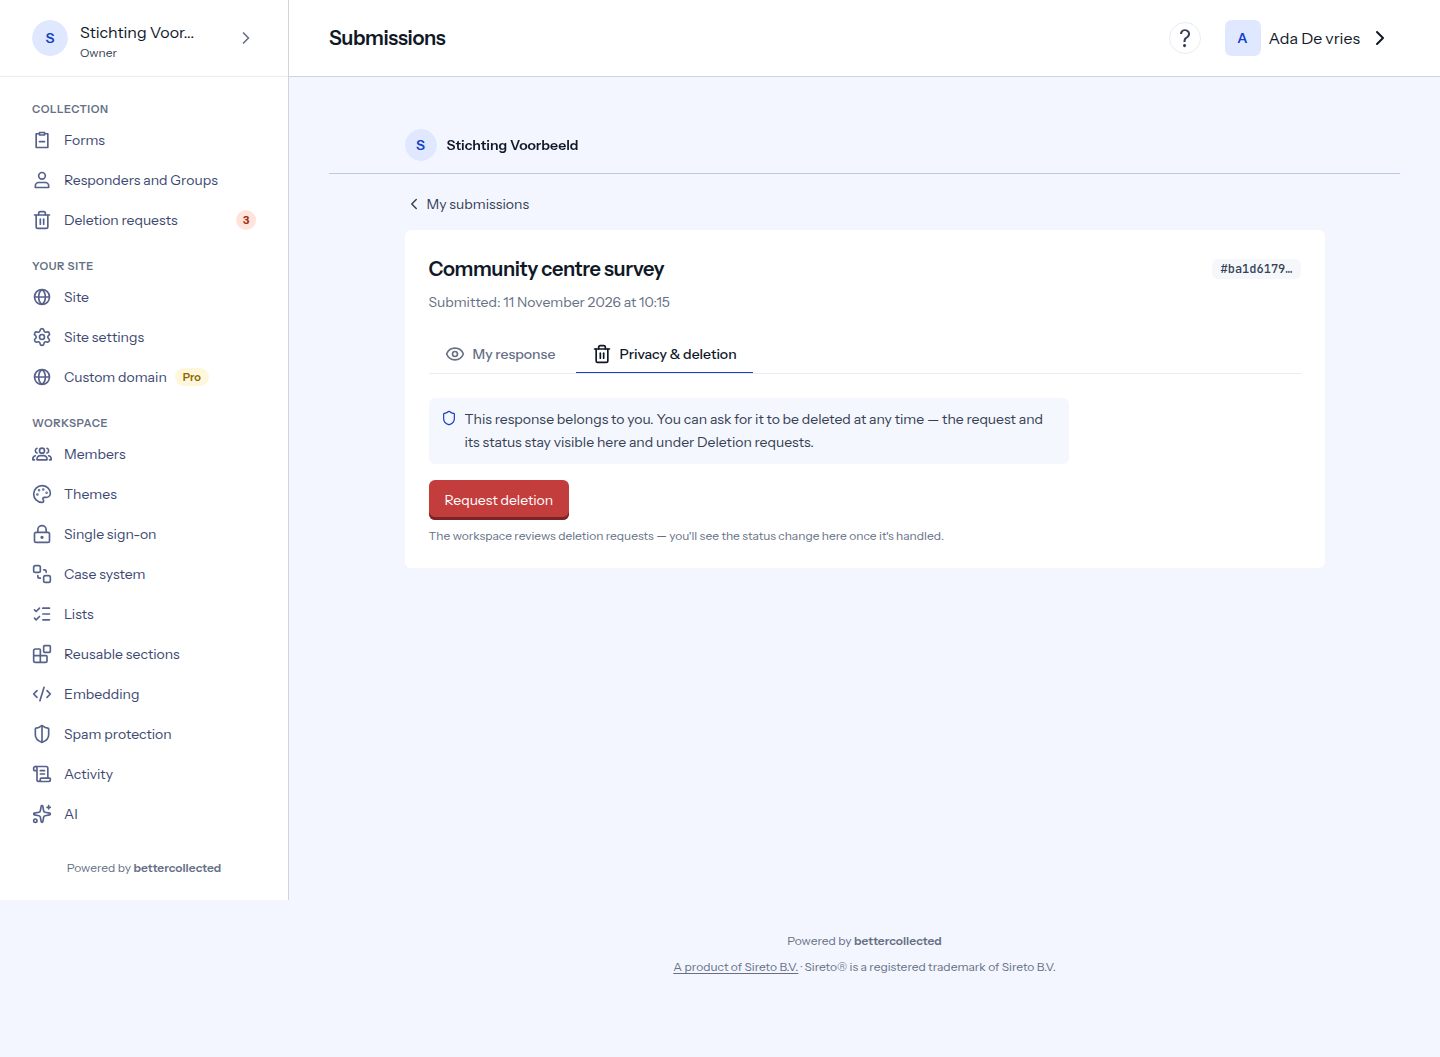 S
Stichting Voor...
Owner
Submissions
?
A
Ada De vries
COLLECTION
Forms
Responders and Groups
Deletion requests
3
YOUR SITE
Site
Site settings
Custom domain
Pro
WORKSPACE
Members
Themes
Single sign-on
Case system
Lists
Reusable sections
Embedding
Spam protection
Activity
AI
Powered by bettercollected
S
Stichting Voorbeeld
My submissions
Community centre survey
#ba1d6179…
Submitted: 11 November 2026 at 10:15
My response
Privacy & deletion
This response belongs to you. You can ask for it to be deleted at any time — the request and
its status stay visible here and under Deletion requests.
Request deletion
The workspace reviews deletion requests — you'll see the status change here once it's handled.
Powered by bettercollected
A product of Sireto B.V. · Sireto® is a registered trademark of Sireto B.V.